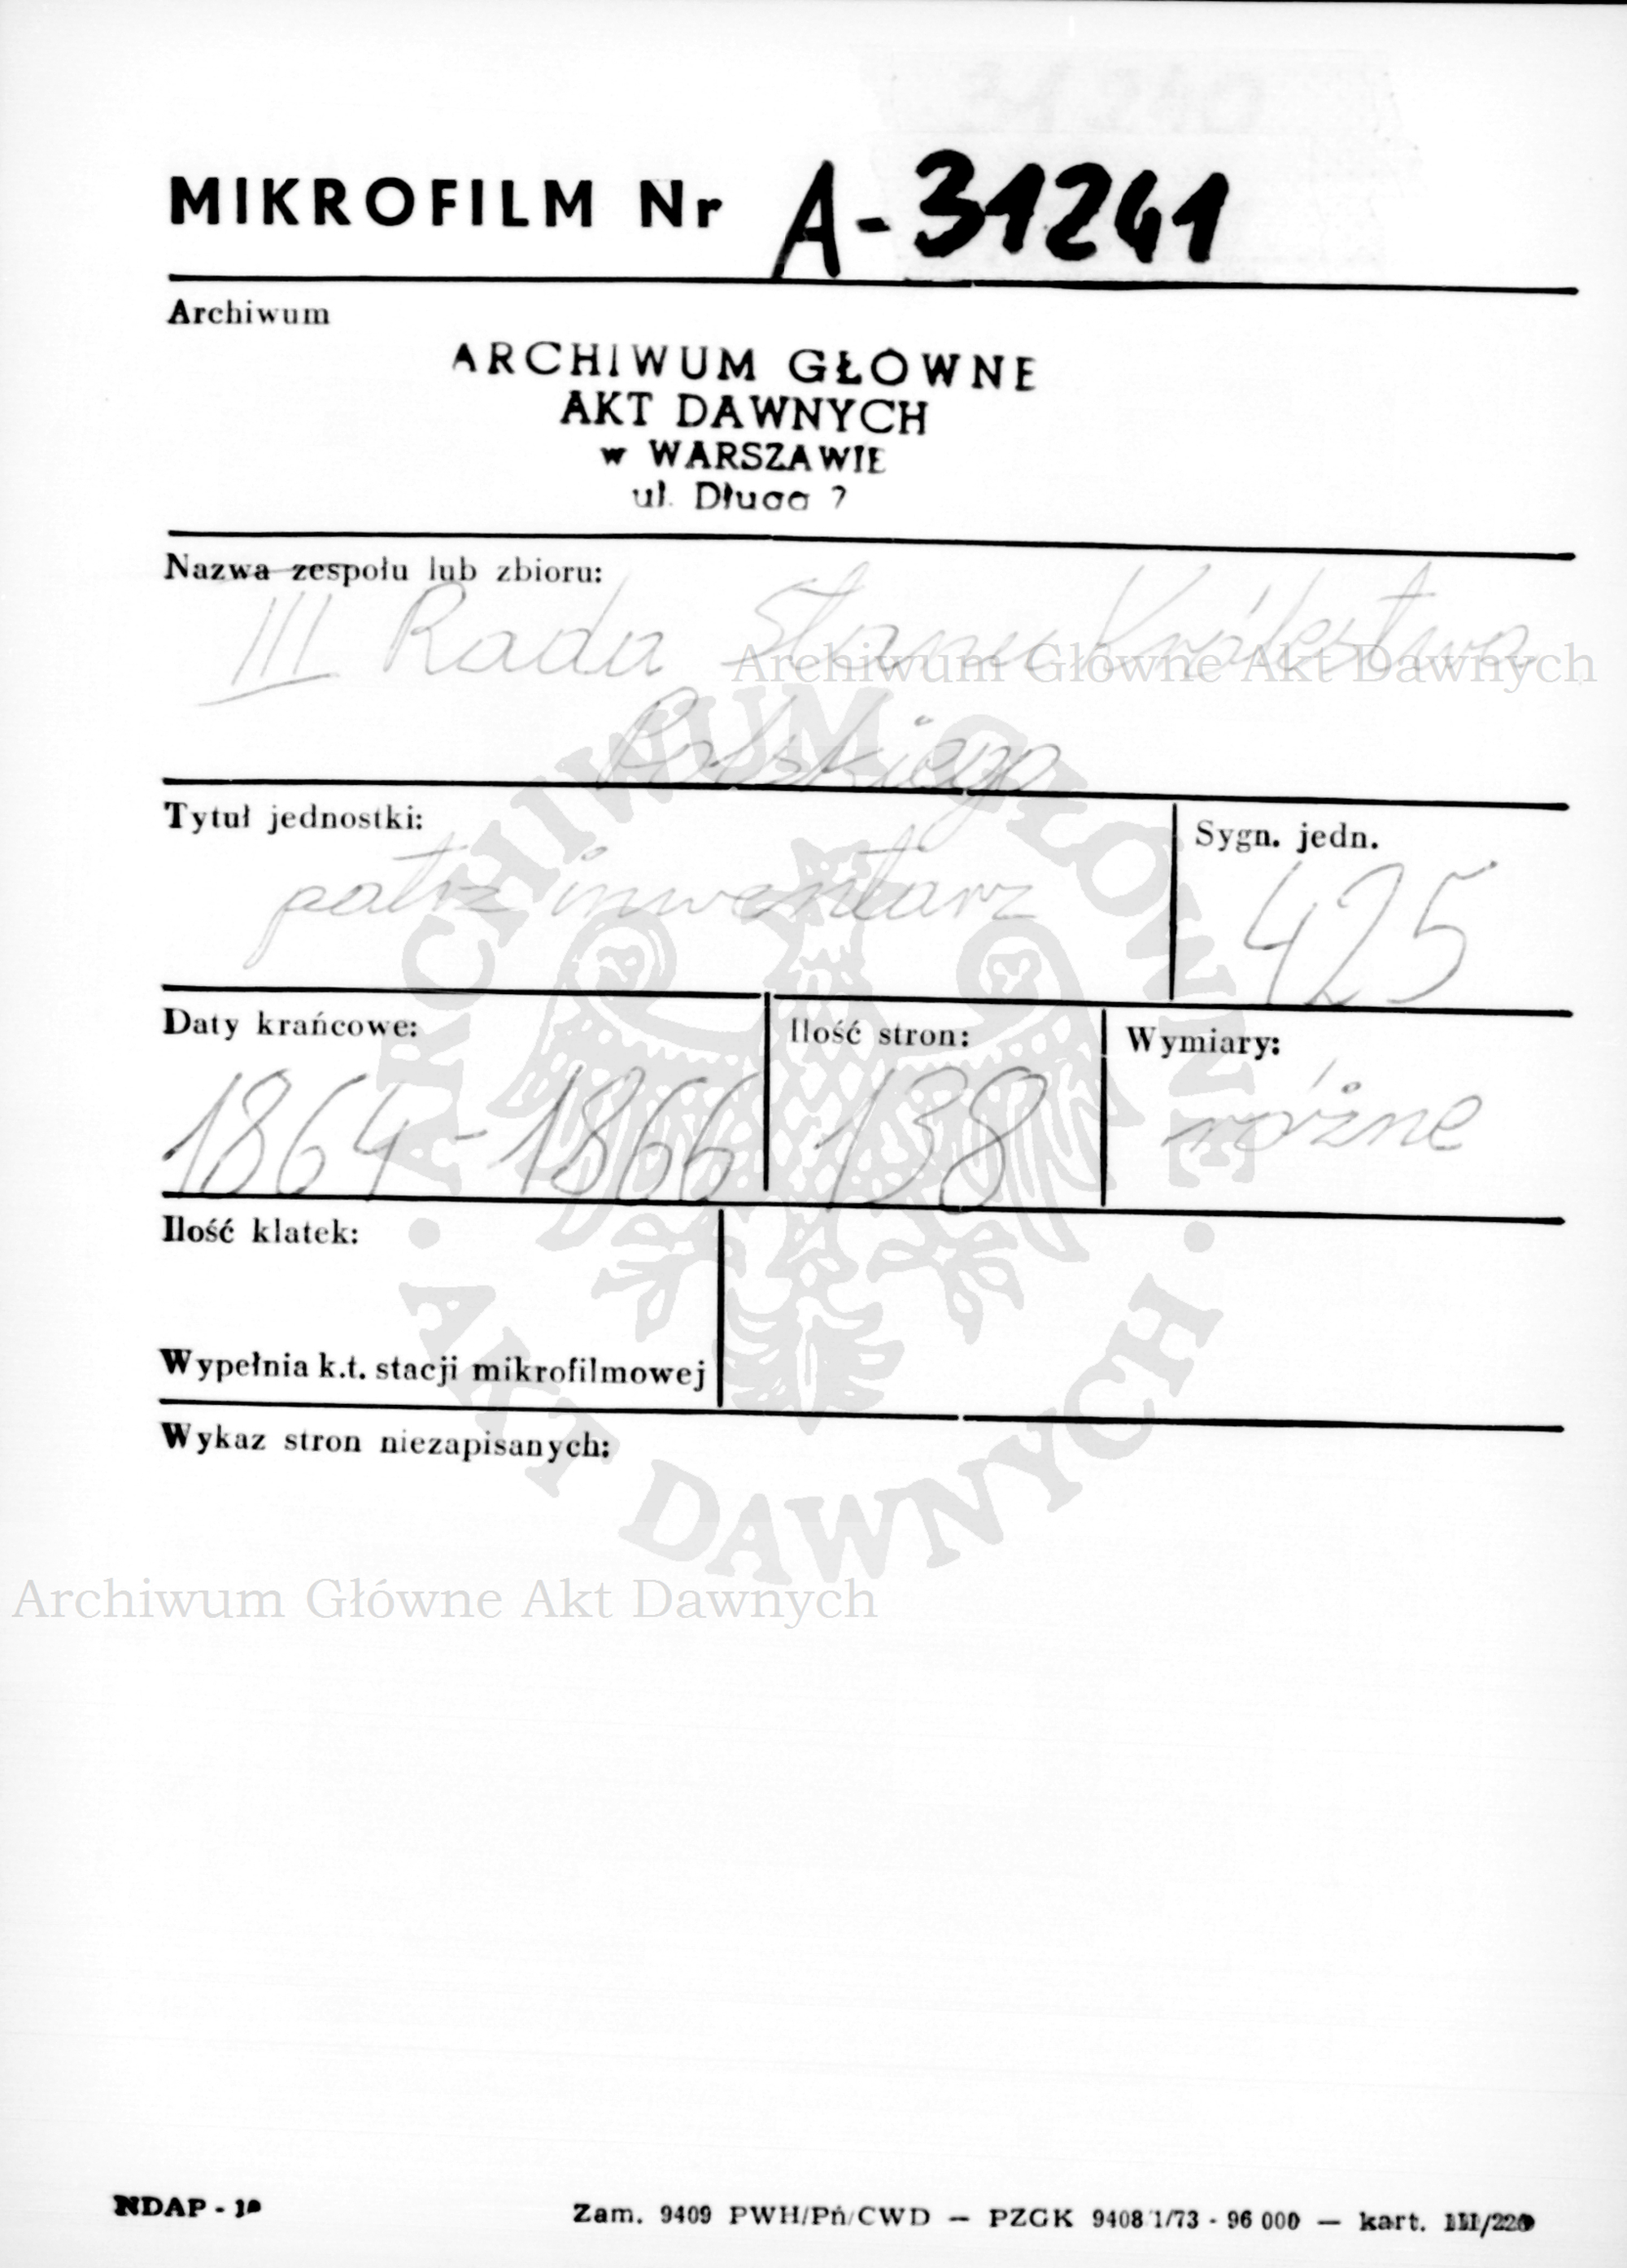 MIKROFILM Nr A-31241
Archiwum
ARCHIWUM GŁÓWNE
AKT DAWNYCH
w WARSZAWIE
ul. Długa 7
Nazwa zespołu lub zbioru:
III Rada Stanu Królestwa
Archiwum Główne Akt Dawnych
Polskiego
Tytuł jednostki:
Sygn. jedn.
patrz inwentarz
425
Daty krańcowe:
Ilość stron:
Wymiary:
1864-1866
138
różne
Ilość klatek:
Wypełnia k.t. stacji mikrofilmowej
Wykaz stron niezapisanych:
ARCHIWUM GŁÓWNE
AKT DAWNYCH
Archiwum Główne Akt Dawnych
NDAP -
Zam. 9409 PWH/Pń/CWD — PZGK 9408 1/73 - 96 000 — kart. III/220